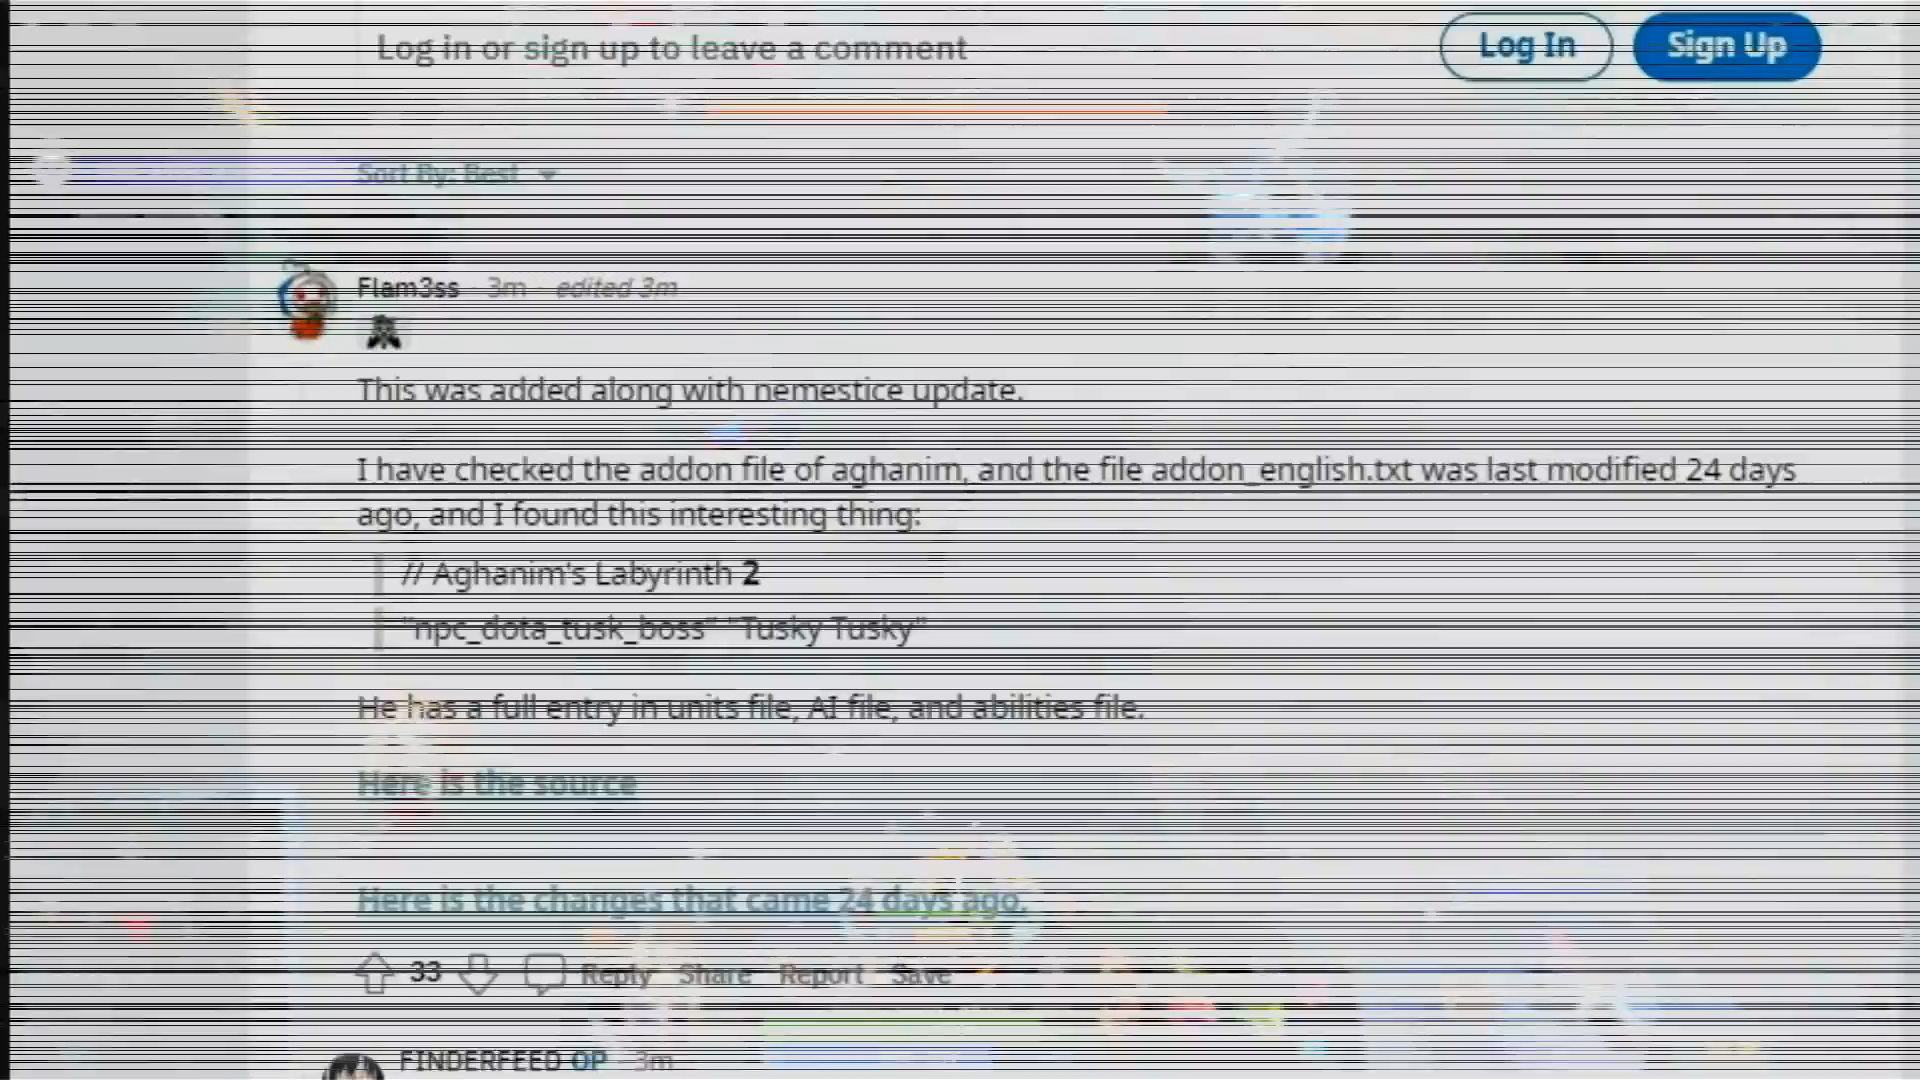 Log in or sign up to leave a comment
Log In
Sign Up
Sort By: Best
Flam3ss · 3m · edited 3m
This was added along with nemestice update.
I have checked the addon file of aghanim, and the file addon_english.txt was last modified 24 days
ago, and I found this interesting thing:
// Aghanim's Labyrinth 2
"npc_dota_tusk_boss" "Tusky Tusky"
He has a full entry in units file, AI file, and abilities file.
Here is the source
Here is the changes that came 24 days ago.
33 Reply Share Report Save
FINDERFEED OP · 3m